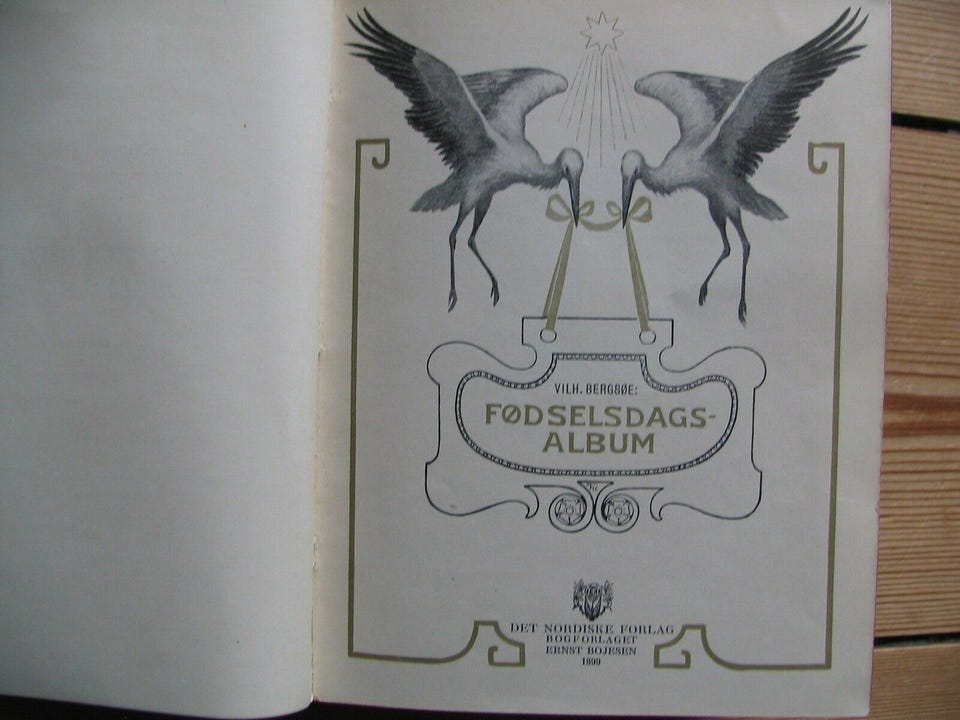 VILH. BERGSØE:
FØDSELSDAGS-
ALBUM
DET NORDISKE FORLAG
BOGFORLAGET
ERNST BOJESEN
1899